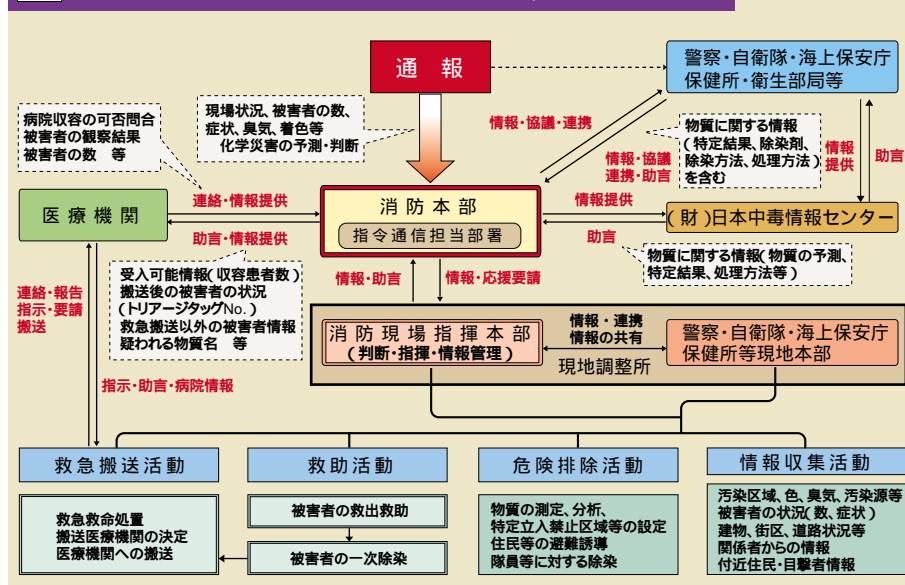 通報
警察・自衛隊・海上保安庁
保健所・衛生部局等
病院収容の可否問合
被害者の観察結果
被害者の数 等
現場状況、被害者の数、
症状、臭気、着色等
化学災害の予測・判断
情報・協議・連携
物質に関する情報
(特定結果、除染剤、
除染方法、処理方法)
を含む
情報
提供
助言
情報・協議
連携・助言
医療機関
連絡・情報提供
助言・情報提供
消防本部
指令通信担当部署
情報提供
助言
(財)日本中毒情報センター
物質に関する情報(物質の予測、
特定結果、処理方法等)
連絡・報告
指示・要請
搬送
受入可能情報(収容患者数)
搬送後の被害者の状況
(トリアージタッグNo.)
救急搬送以外の被害者情報
疑われる物質名 等
情報・助言
情報・応援要請
消防現場指揮本部
(判断・指揮・情報管理)
情報・連携
情報の共有
現地調整所
警察・自衛隊・海上保安庁
保健所等現地本部
指示・助言・病院情報
救急搬送活動
救助活動
危険排除活動
情報収集活動
救急救命処置
搬送医療機関の決定
医療機関への搬送
被害者の救出救助
被害者の一次除染
物質の測定、分析、
特定立入禁止区域等の設定
住民等の避難誘導
隊員等に対する除染
汚染区域、色、臭気、汚染源等
被害者の状況(数、症状)
建物、街区、道路状況等
関係者からの情報
付近住民・目撃者情報